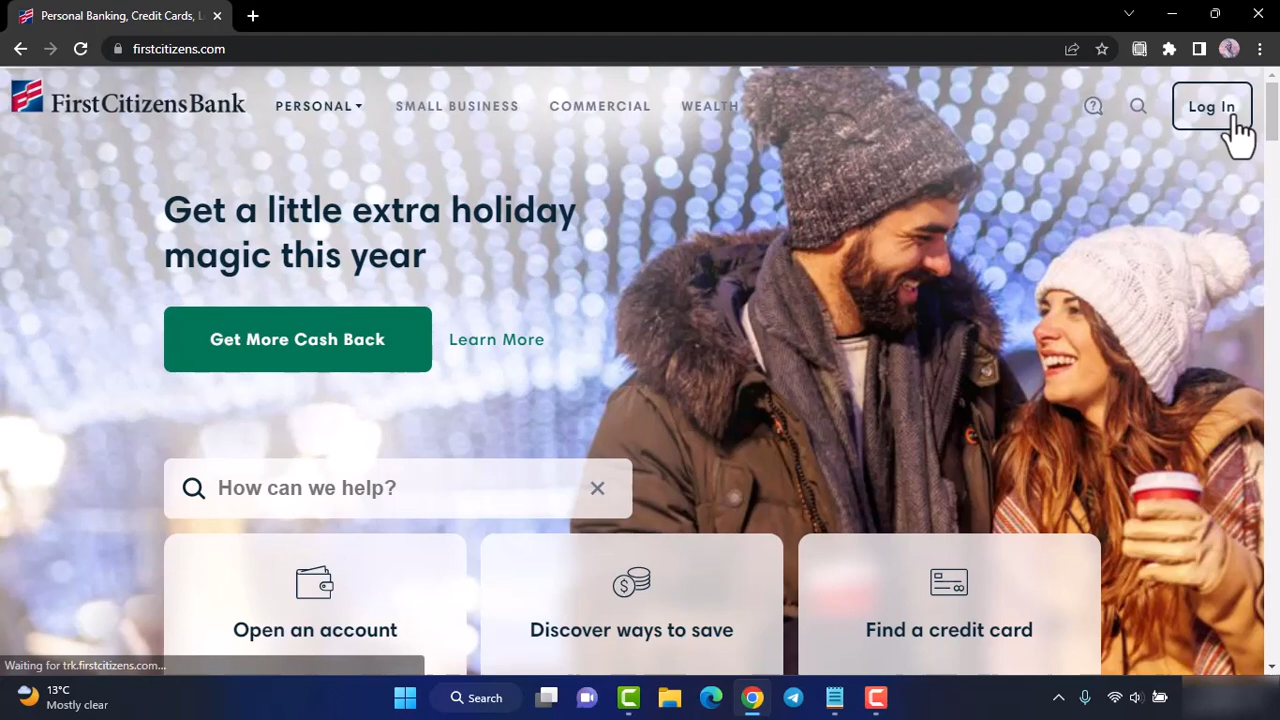 Personal Banking, Credit Cards, L
firstcitizens.com
First Citizens Bank
PERSONAL
SMALL BUSINESS
COMMERCIAL
WEALTH
Log In
Get a little extra holiday
magic this year
Get More Cash Back
Learn More
How can we help?
Open an account
Discover ways to save
Find a credit card
Waiting for trk.firstcitizens.com...
13°C
Mostly clear
Search